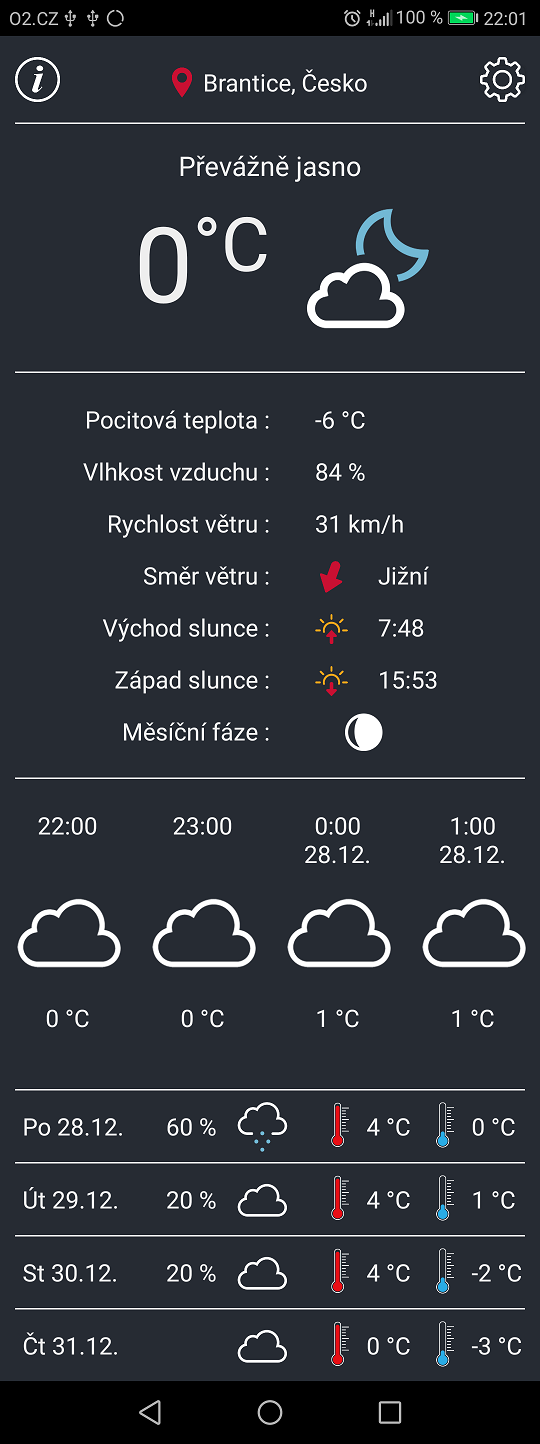 O2.CZ 100 % 22:01
i Brantice, Česko
Převážně jasno
0°C
Pocitová teplota : -6 °C
Vlhkost vzduchu : 84 %
Rychlost větru : 31 km/h
Směr větru : Jižní
Východ slunce : 7:48
Západ slunce : 15:53
Měsíční fáze :
22:00 23:00 0:00 1:00
28.12. 28.12.
0 °C 0 °C 1 °C 1 °C
Po 28.12. 60 % 4 °C 0 °C
Út 29.12. 20 % 4 °C 1 °C
St 30.12. 20 % 4 °C -2 °C
Čt 31.12. 0 °C -3 °C